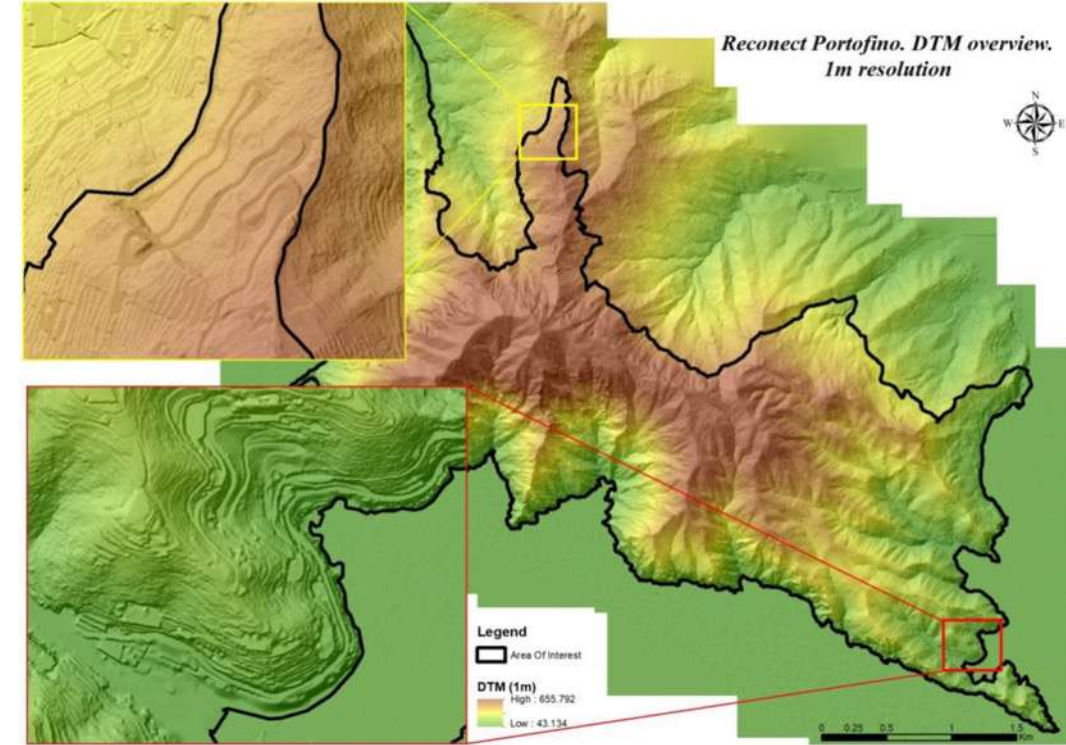 Reconect Portofino. DTM overview.
1m resolution
N
W E
S
Legend
Area Of Interest
DTM (1m)
High : 655.792
Low : 43.134
0 0.25 0.5 1 1.5
Km